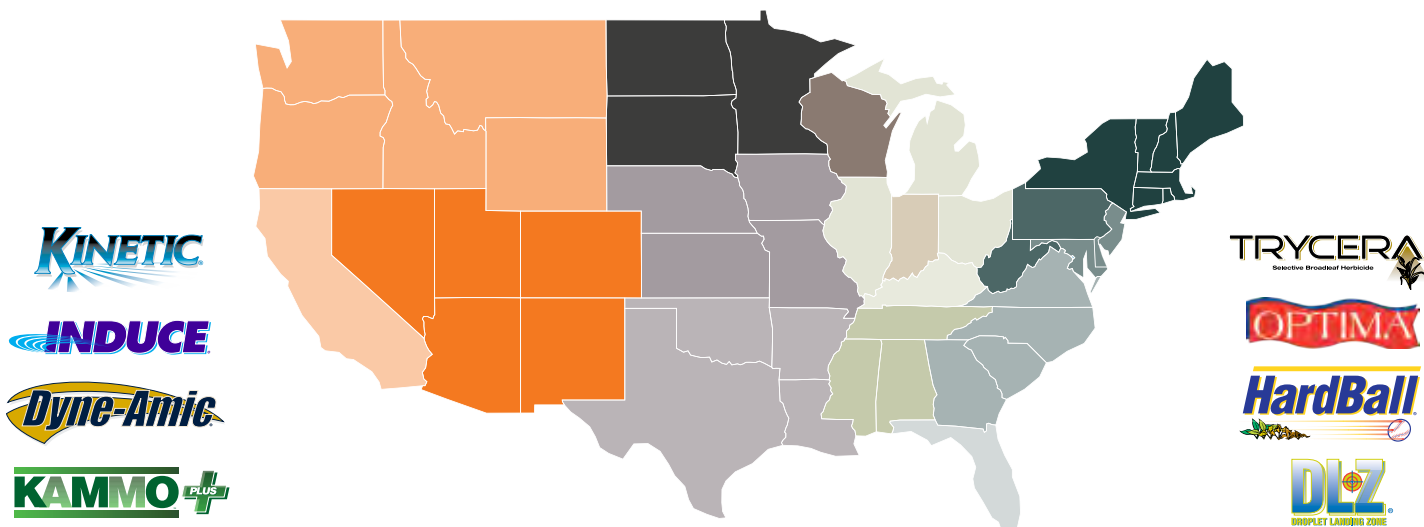 KINETIC®
INDUCE®
Dyne-Amic®
KAMMO PLUS
TRYCERA
Selective Broadleaf Herbicide
OPTIMA
HardBall®
DLZ®
DROPLET LANDING ZONE